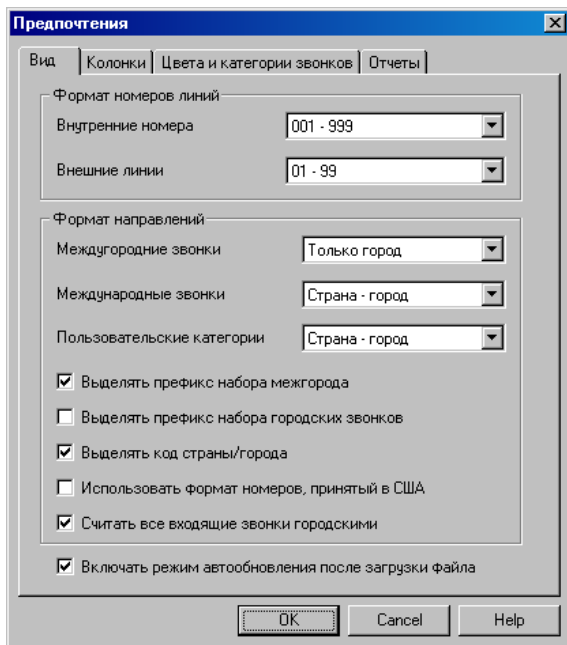 Предпочтения
Вид Колонки Цвета и категории звонков Отчеты
Формат номеров линий
Внутренние номера 001 - 999
Внешние линии 01 - 99
Формат направлений
Междугородние звонки Только город
Международные звонки Страна - город
Пользовательские категории Страна - город
Выделять префикс набора межгорода
Выделять префикс набора городских звонков
Выделять код страны/города
Использовать формат номеров, принятый в США
Считать все входящие звонки городскими
Включать режим автообновления после загрузки файла
OK Cancel Help